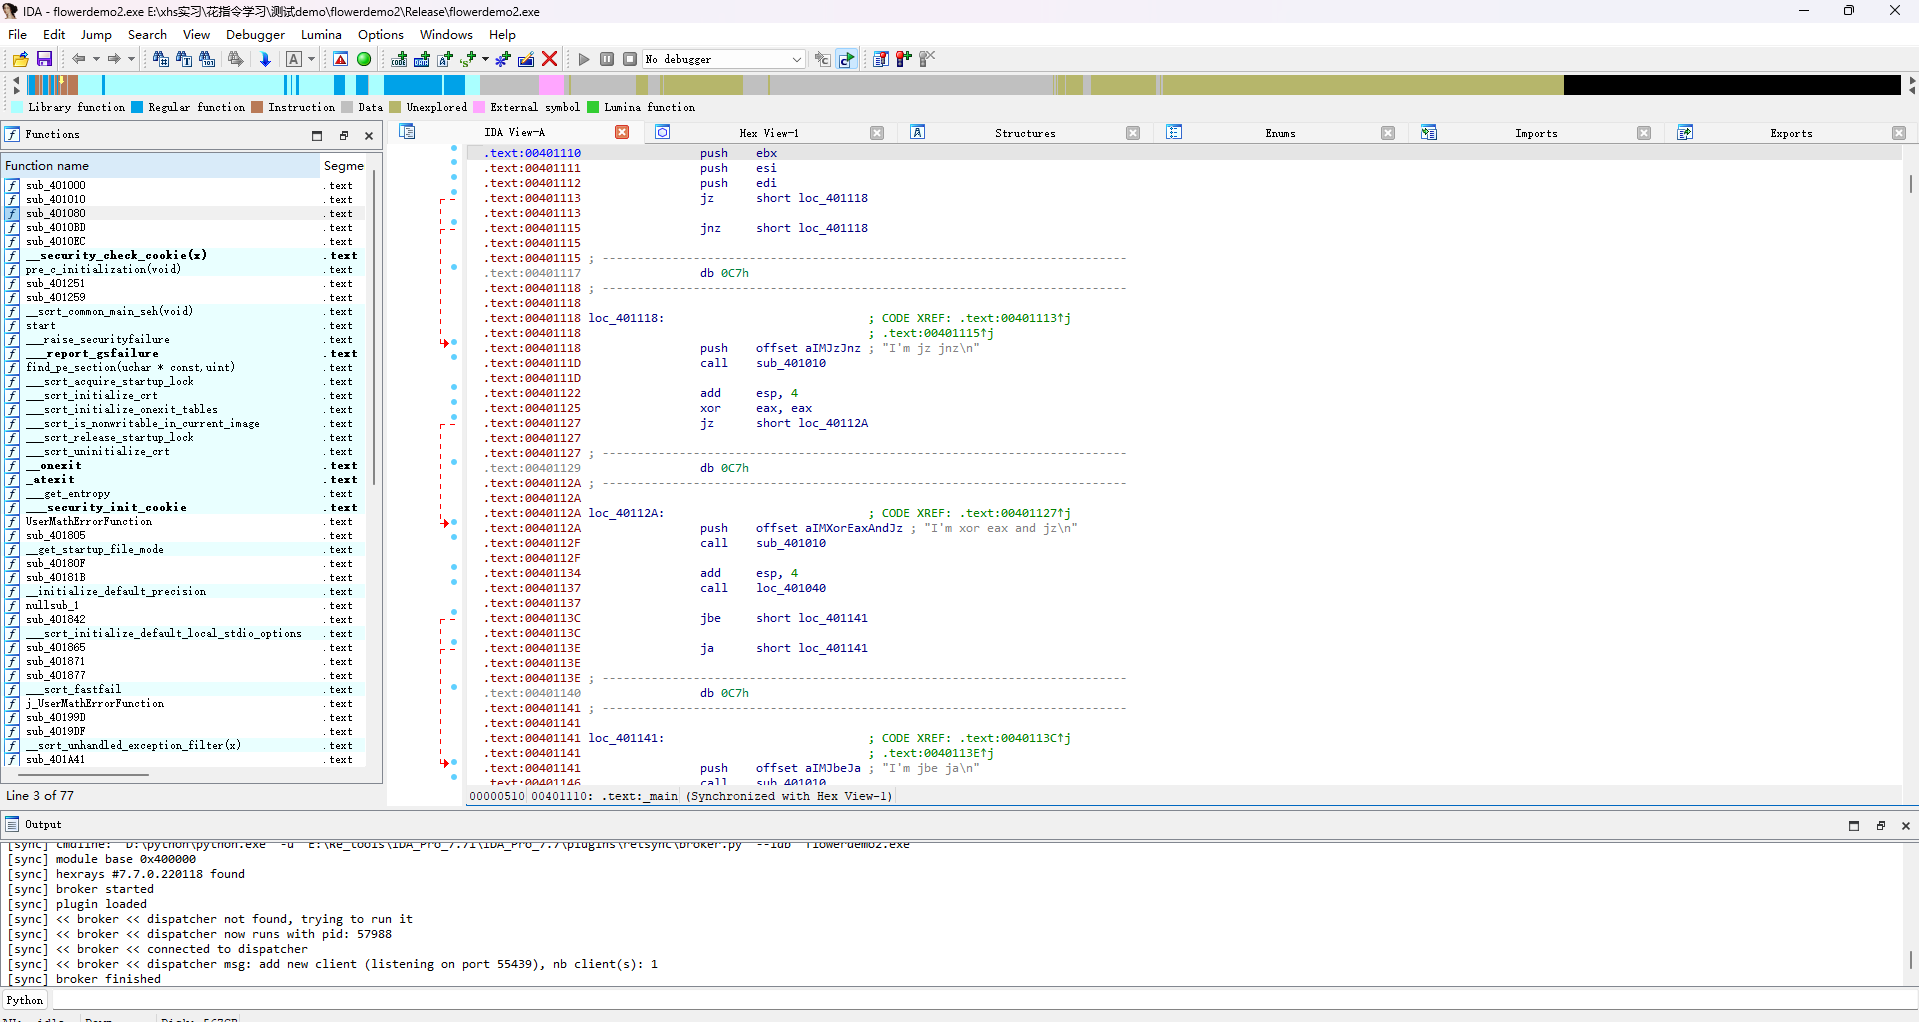 IDA - flowerdemo2.exe E:\xhs实习\花指令学习\测试demo\flowerdemo2\Release\flowerdemo2.exe
File Edit Jump Search View Debugger Lumina Options Windows Help
No debugger
Library function Regular function Instruction Data Unexplored External symbol Lumina function
Functions
Function name Segme
sub_401000 .text
sub_401010 .text
sub_401080 .text
sub_4010BD .text
sub_4010EC .text
__security_check_cookie(x) .text
pre_c_initialization(void) .text
sub_401251 .text
sub_401259 .text
__scrt_common_main_seh(void) .text
start .text
___raise_securityfailure .text
___report_gsfailure .text
find_pe_section(uchar * const,uint) .text
___scrt_acquire_startup_lock .text
___scrt_initialize_crt .text
___scrt_initialize_onexit_tables .text
___scrt_is_nonwritable_in_current_image .text
___scrt_release_startup_lock .text
___scrt_uninitialize_crt .text
__onexit .text
_atexit .text
___get_entropy .text
___security_init_cookie .text
UserMathErrorFunction .text
sub_401805 .text
__get_startup_file_mode .text
sub_40180F .text
sub_40181B .text
__initialize_default_precision .text
nullsub_1 .text
sub_401842 .text
___scrt_initialize_default_local_stdio_options .text
sub_401865 .text
sub_401871 .text
sub_401877 .text
___scrt_fastfail .text
j_UserMathErrorFunction .text
sub_40199D .text
sub_4019DF .text
__scrt_unhandled_exception_filter(x) .text
sub_401A41 .text
Line 3 of 77
IDA View-A Hex View-1 Structures Enums Imports Exports
.text:00401110 push ebx
.text:00401111 push esi
.text:00401112 push edi
.text:00401113 jz short loc_401118
.text:00401113
.text:00401115 jnz short loc_401118
.text:00401115
.text:00401115 ; ---------------------------------------------------------------------------
.text:00401117 db 0C7h
.text:00401118 ; ---------------------------------------------------------------------------
.text:00401118
.text:00401118 loc_401118: ; CODE XREF: .text:00401113↑j
.text:00401118 ; .text:00401115↑j
.text:00401118 push offset aIMJzJnz ; "I'm jz jnz\n"
.text:0040111D call sub_401010
.text:0040111D
.text:00401122 add esp, 4
.text:00401125 xor eax, eax
.text:00401127 jz short loc_40112A
.text:00401127
.text:00401127 ; ---------------------------------------------------------------------------
.text:00401129 db 0C7h
.text:0040112A ; ---------------------------------------------------------------------------
.text:0040112A
.text:0040112A loc_40112A: ; CODE XREF: .text:00401127↑j
.text:0040112A push offset aIMXorEaxAndJz ; "I'm xor eax and jz\n"
.text:0040112F call sub_401010
.text:0040112F
.text:00401134 add esp, 4
.text:00401137 call loc_401040
.text:00401137
.text:0040113C jbe short loc_401141
.text:0040113C
.text:0040113E ja short loc_401141
.text:0040113E
.text:0040113E ; ---------------------------------------------------------------------------
.text:00401140 db 0C7h
.text:00401141 ; ---------------------------------------------------------------------------
.text:00401141
.text:00401141 loc_401141: ; CODE XREF: .text:0040113C↑j
.text:00401141 ; .text:0040113E↑j
.text:00401141 push offset aIMJbeJa ; "I'm jbe ja\n"
.text:00401146 call sub_401010
00000510 00401110: .text:_main (Synchronized with Hex View-1)
Output
[sync] cmdline: "D:\python\python.exe" -u "E:\Re_tools\IDA_Pro_7.7\IDA_Pro_7.7\plugins\retsync\broker.py" --idb "flowerdemo2.exe"
[sync] module base 0x400000
[sync] hexrays #7.7.0.220118 found
[sync] broker started
[sync] plugin loaded
[sync] << broker << dispatcher not found, trying to run it
[sync] << broker << dispatcher now runs with pid: 57988
[sync] << broker << connected to dispatcher
[sync] << broker << dispatcher msg: add new client (listening on port 55439), nb client(s): 1
[sync] broker finished
Python